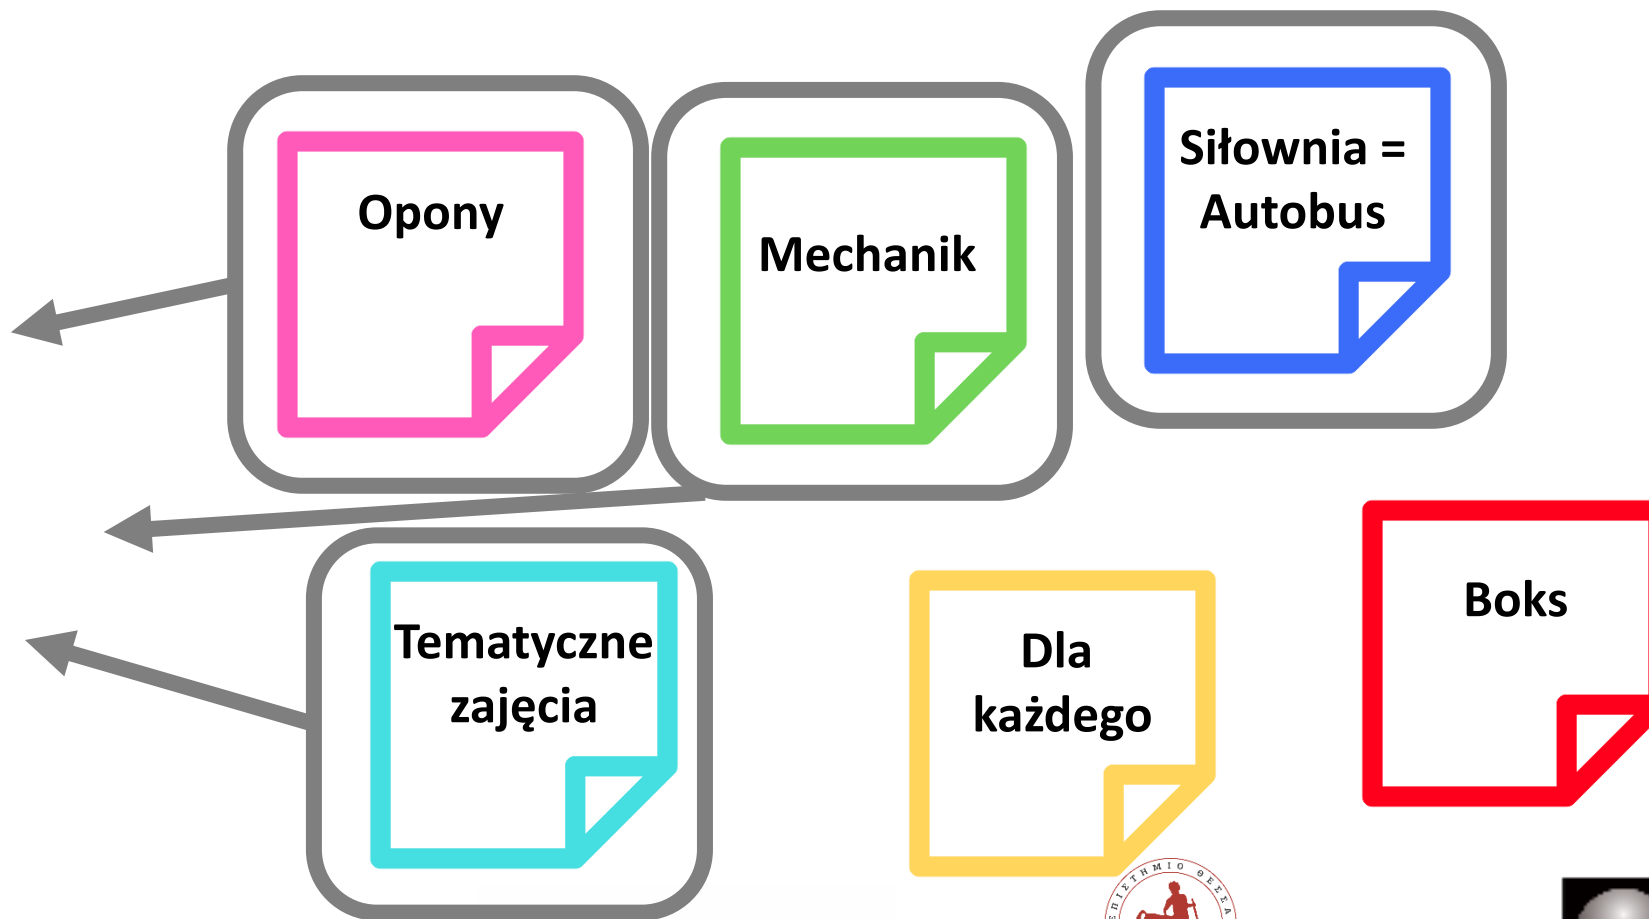 Opony
Mechanik
Siłownia =
Autobus
Tematyczne
zajęcia
Dla
każdego
Boks